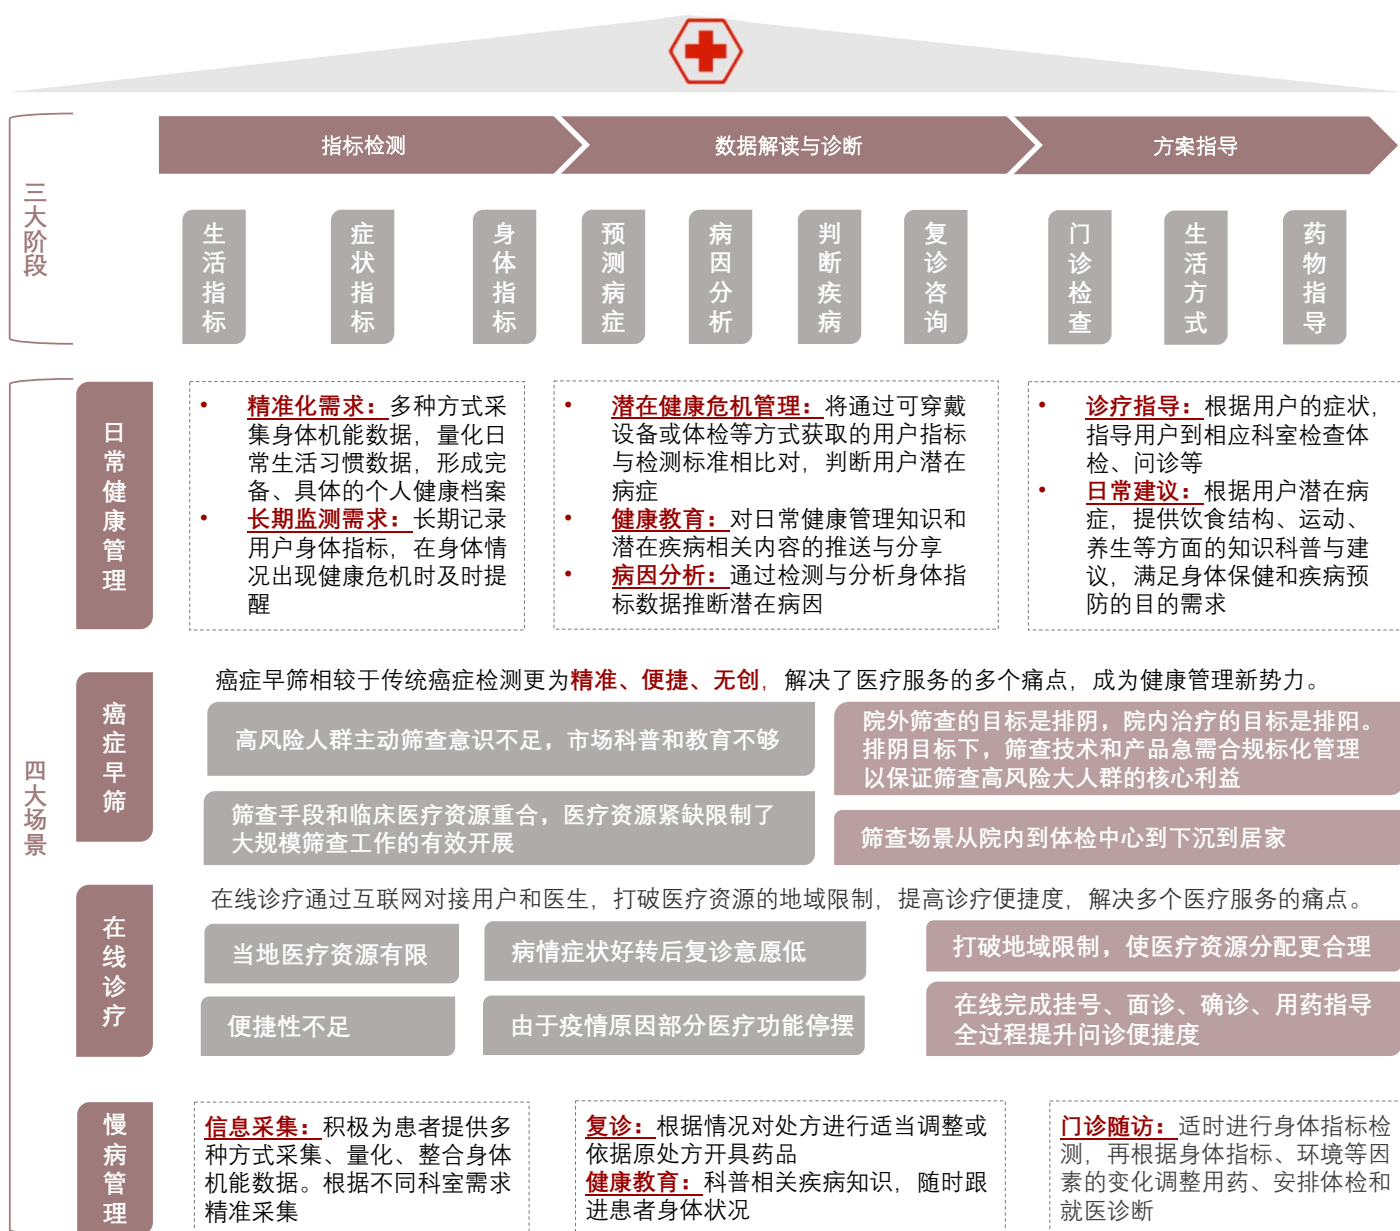 三大阶段
指标检测
数据解读与诊断
方案指导
生活指标
症状指标
身体指标
预测病症
病因分析
判断疾病
复诊咨询
门诊检查
生活方式
药物指导
四大场景
日常健康管理
• 精准化需求：多种方式采
集身体机能数据，量化日
常生活习惯数据，形成完
备、具体的个人健康档案
• 长期监测需求：长期记录
用户身体指标，在身体情
况出现健康危机时及时提
醒
• 潜在健康危机管理：将通过可穿戴
设备或体检等方式获取的用户指标
与检测标准相比对，判断用户潜在
病症
• 健康教育：对日常健康管理知识和
潜在疾病相关内容的推送与分享
• 病因分析：通过检测与分析身体指
标数据推断潜在病因
• 诊疗指导：根据用户的症状，
指导用户到相应科室检查体
检、问诊等
• 日常建议：根据用户潜在病
症，提供饮食结构、运动、
养生等方面的知识科普与建
议，满足身体保健和疾病预
防的目的需求
癌症早筛
癌症早筛相较于传统癌症检测更为精准、便捷、无创，解决了医疗服务的多个痛点，成为健康管理新势力。
高风险人群主动筛查意识不足，市场科普和教育不够
筛查手段和临床医疗资源重合，医疗资源紧缺限制了
大规模筛查工作的有效开展
院外筛查的目标是排阴，院内治疗的目标是排阳。
排阴目标下，筛查技术和产品急需合规标化管理
以保证筛查高风险大人群的核心利益
筛查场景从院内到体检中心到下沉到居家
在线诊疗
在线诊疗通过互联网对接用户和医生，打破医疗资源的地域限制，提高诊疗便捷度，解决多个医疗服务的痛点。
当地医疗资源有限
病情症状好转后复诊意愿低
打破地域限制，使医疗资源分配更合理
便捷性不足
由于疫情原因部分医疗功能停摆
在线完成挂号、面诊、确诊、用药指导
全过程提升问诊便捷度
慢病管理
信息采集：积极为患者提供多
种方式采集、量化、整合身体
机能数据。根据不同科室需求
精准采集
复诊：根据情况对处方进行适当调整或
依据原处方开具药品
健康教育：科普相关疾病知识，随时跟
进患者身体状况
门诊随访：适时进行身体指标检
测，再根据身体指标、环境等因
素的变化调整用药、安排体检和
就医诊断